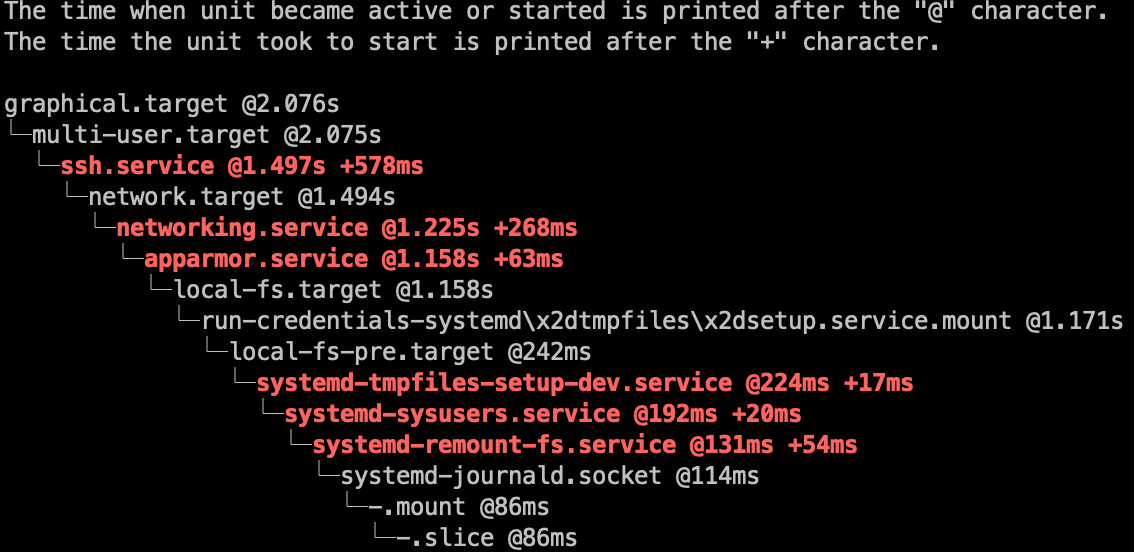 The time when unit became active or started is printed after the "@" character.
The time the unit took to start is printed after the "+" character.

graphical.target @2.076s
└─multi-user.target @2.075s
  └─ssh.service @1.497s +578ms
    └─network.target @1.494s
      └─networking.service @1.225s +268ms
        └─apparmor.service @1.158s +63ms
          └─local-fs.target @1.158s
            └─run-credentials-systemd\x2dtmpfiles\x2dsetup.service.mount @1.171s
              └─local-fs-pre.target @242ms
                └─systemd-tmpfiles-setup-dev.service @224ms +17ms
                  └─systemd-sysusers.service @192ms +20ms
                    └─systemd-remount-fs.service @131ms +54ms
                      └─systemd-journald.socket @114ms
                        └─-.mount @86ms
                          └─-.slice @86ms